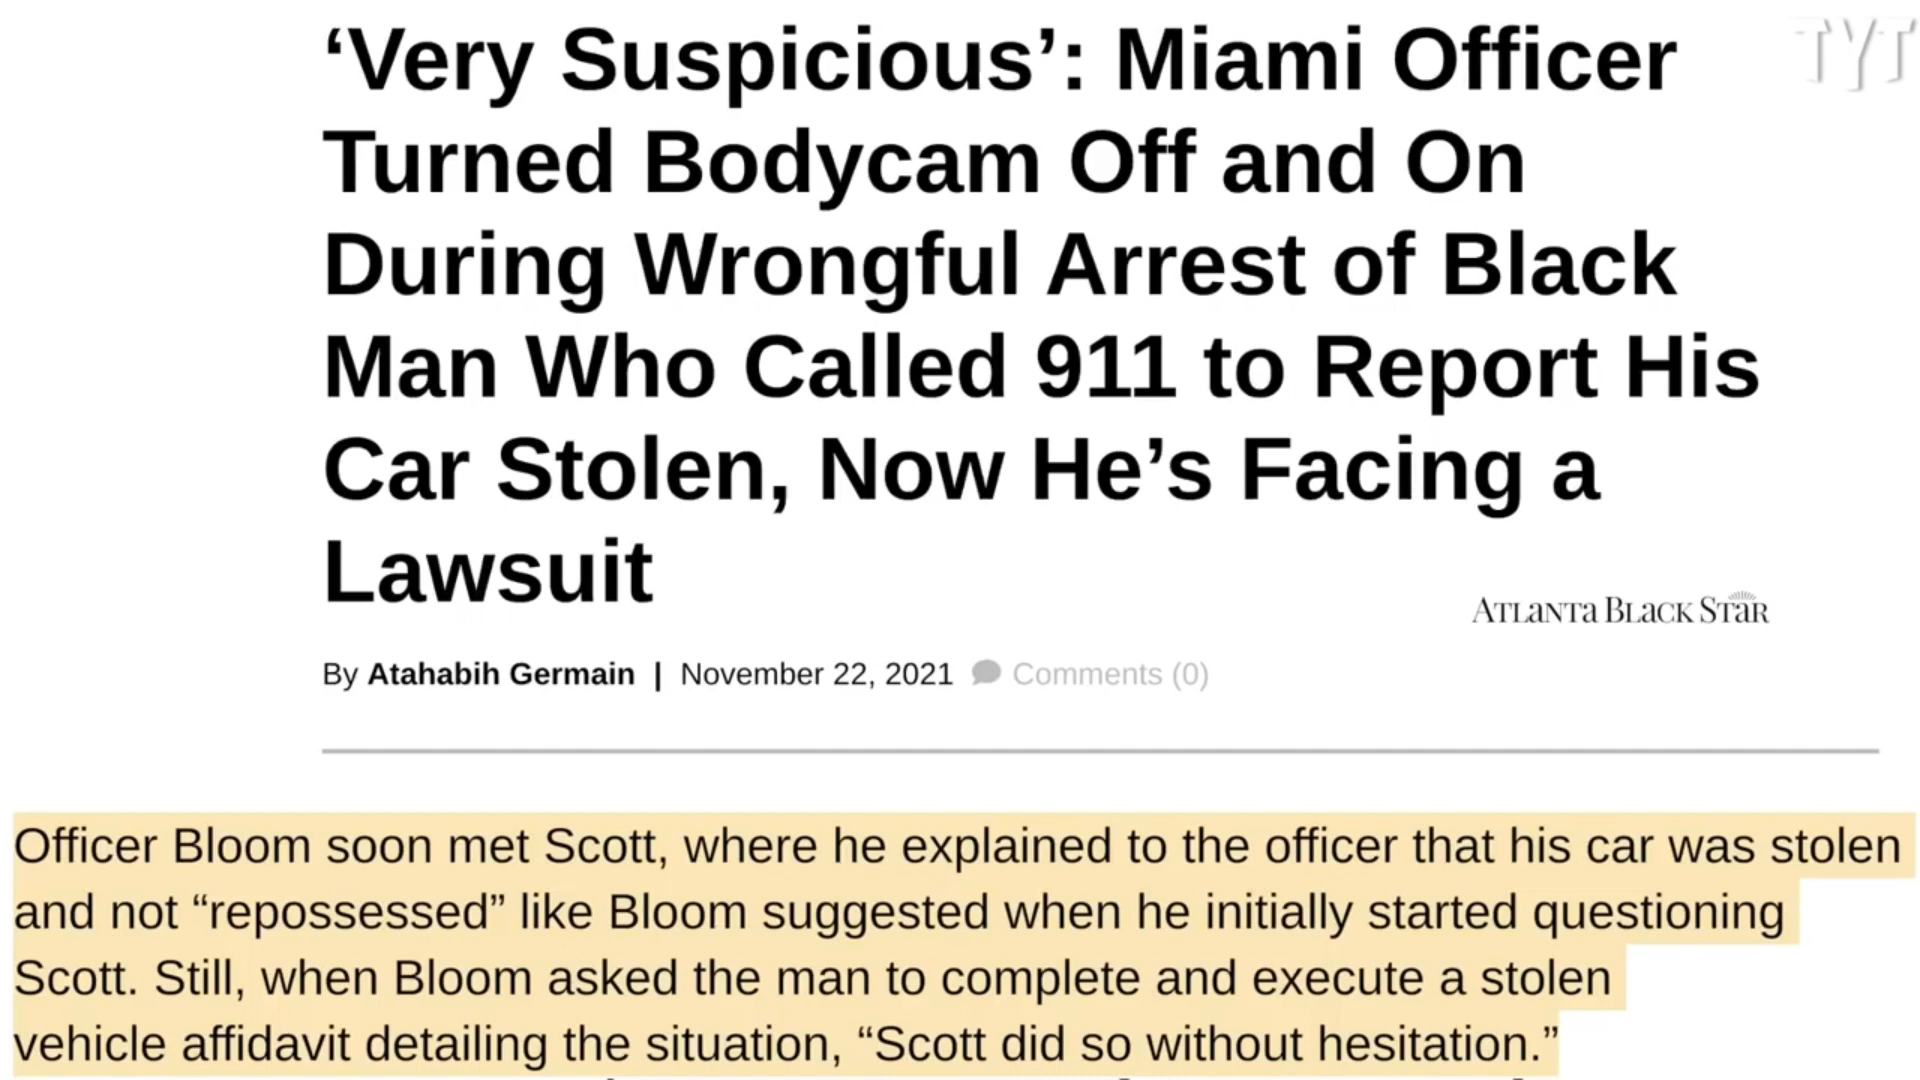 ‘Very Suspicious’: Miami Officer
Turned Bodycam Off and On
During Wrongful Arrest of Black
Man Who Called 911 to Report His
Car Stolen, Now He’s Facing a
Lawsuit
By Atahabih Germain | November 22, 2021 Comments (0)
Officer Bloom soon met Scott, where he explained to the officer that his car was stolen
and not “repossessed” like Bloom suggested when he initially started questioning
Scott. Still, when Bloom asked the man to complete and execute a stolen
vehicle affidavit detailing the situation, “Scott did so without hesitation.”
TYT
ATLANTA BLACK STAR